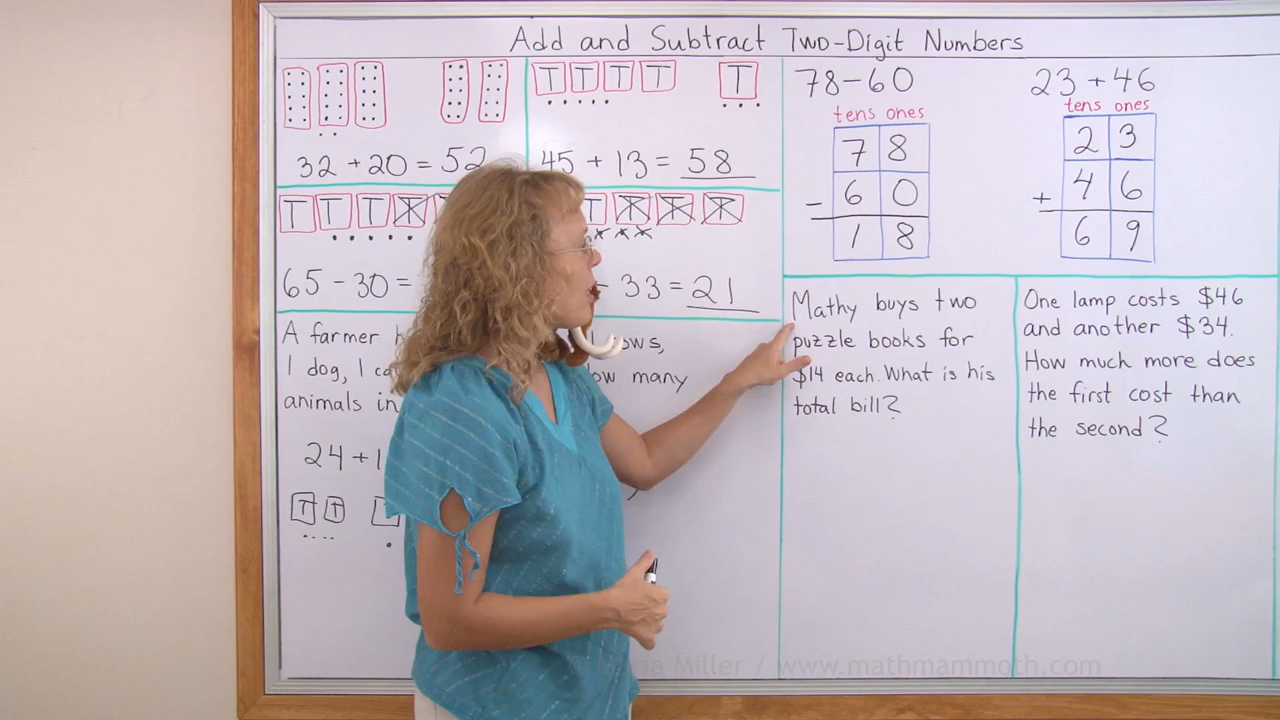 Add and Subtract Two-Digit Numbers
32 + 20 = 52
T T T T T
45 + 13 = 58
T T T T
65 - 30 =
T T T T
- 33 = 21
A farmer
1 dog, 1
many
animals in
24 + 1
T T
78 - 60
tens ones
7 8
- 6 0
1 8
23 + 46
tens ones
2 3
+ 4 6
6 9
Mathy buys two
puzzle books for
$14 each. What is his
total bill?
One lamp costs $46
and another $34.
How much more does
the first cost than
the second?
Maria Miller / www.mathmammoth.com